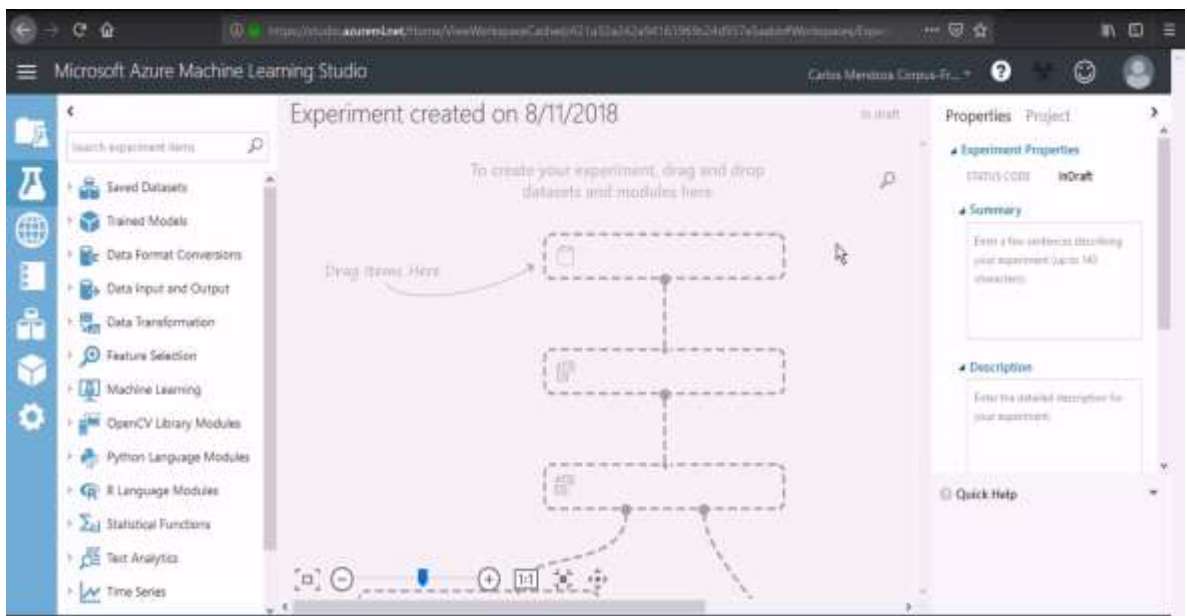 Microsoft Azure Machine Learning Studio
Carlos Mendoza Corpus-Fr...
Experiment created on 8/11/2018
In draft
Properties Project
Search experiment items
Saved Datasets
Trained Models
Data Format Conversions
Data Input and Output
Data Transformation
Feature Selection
Machine Learning
OpenCV Library Modules
Python Language Modules
R Language Modules
Statistical Functions
Text Analytics
Time Series
To create your experiment, drag and drop
datasets and modules here
Drag Items Here
1:1
Experiment Properties
STATUS CODE InDraft
Summary
Enter a few sentences describing
your experiment (up to 140
characters).
Description
Enter the detailed description for
your experiment.
Quick Help